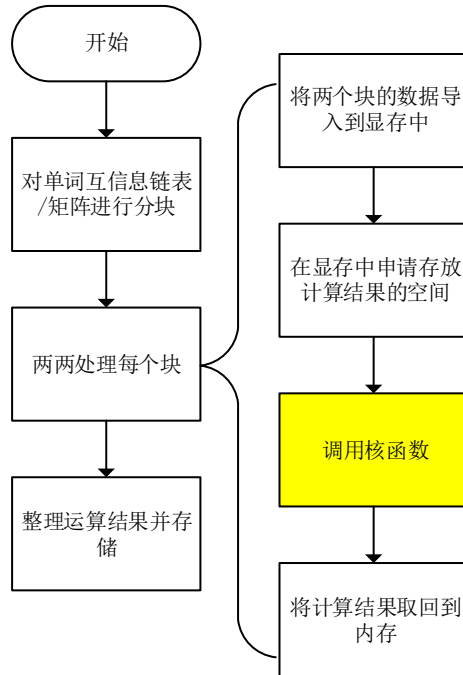 开始
对单词互信息链表
/矩阵进行分块
两两处理每个块
整理运算结果并存
储
将两个块的数据导
入到显存中
在显存中申请存放
计算结果的空间
调用核函数
将计算结果取回到
内存